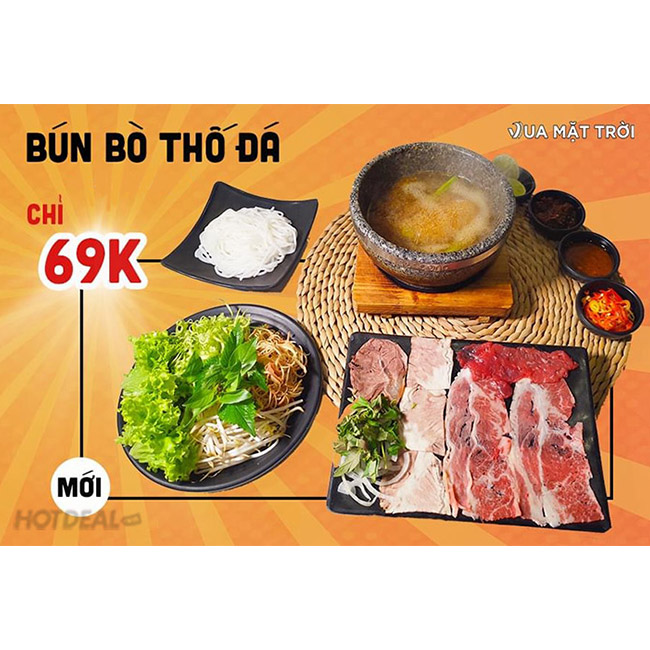 BÚN BÒ THỐ ĐÁ
VUA MẶT TRỜI
CHỈ
69K
MỚI
HOTDEAL